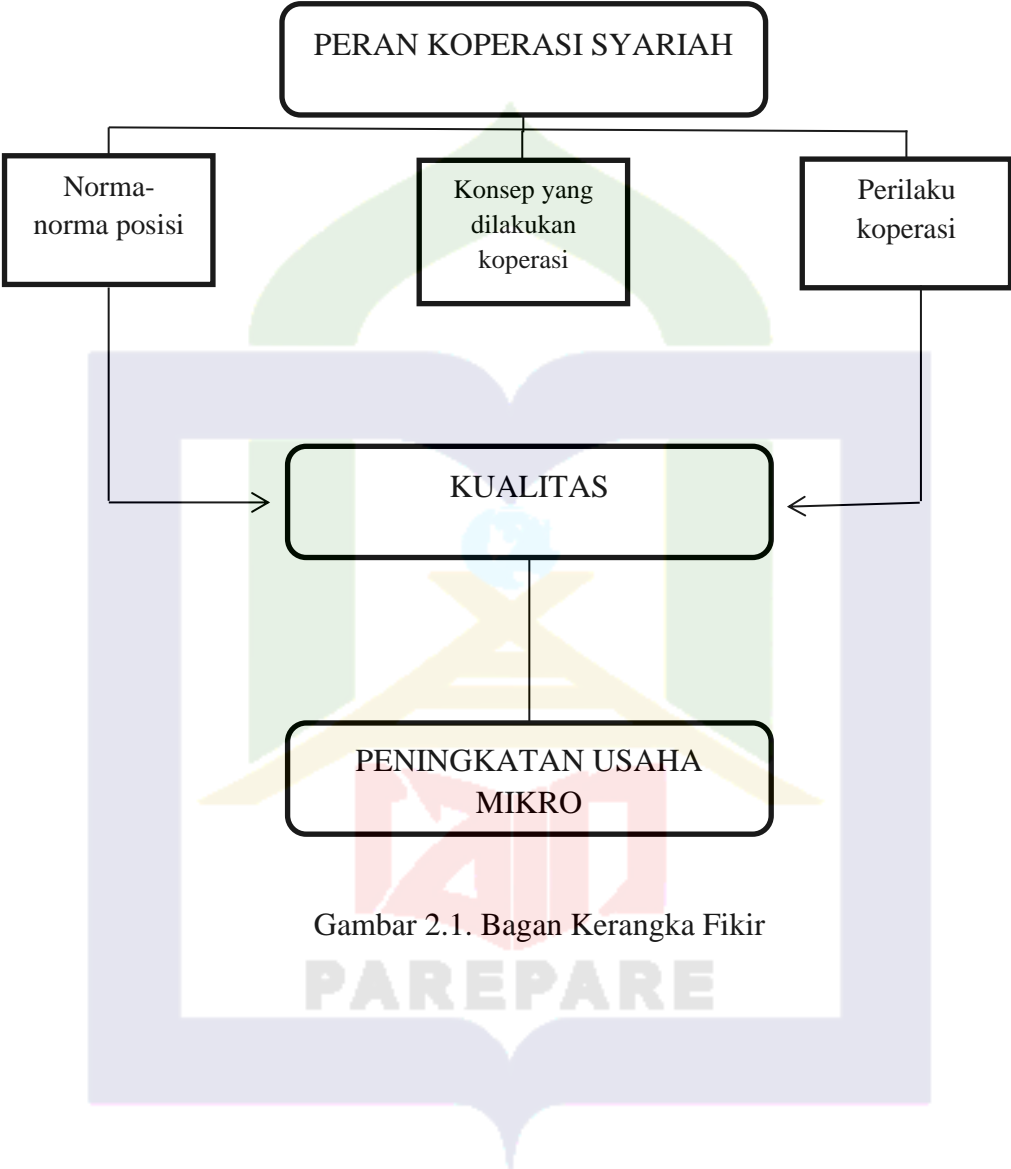 PERAN KOPERASI SYARIAH
Norma-
norma posisi
Konsep yang
dilakukan
koperasi
Perilaku
koperasi
KUALITAS
PENINGKATAN USAHA
MIKRO
Gambar 2.1. Bagan Kerangka Fikir
PAREPARE